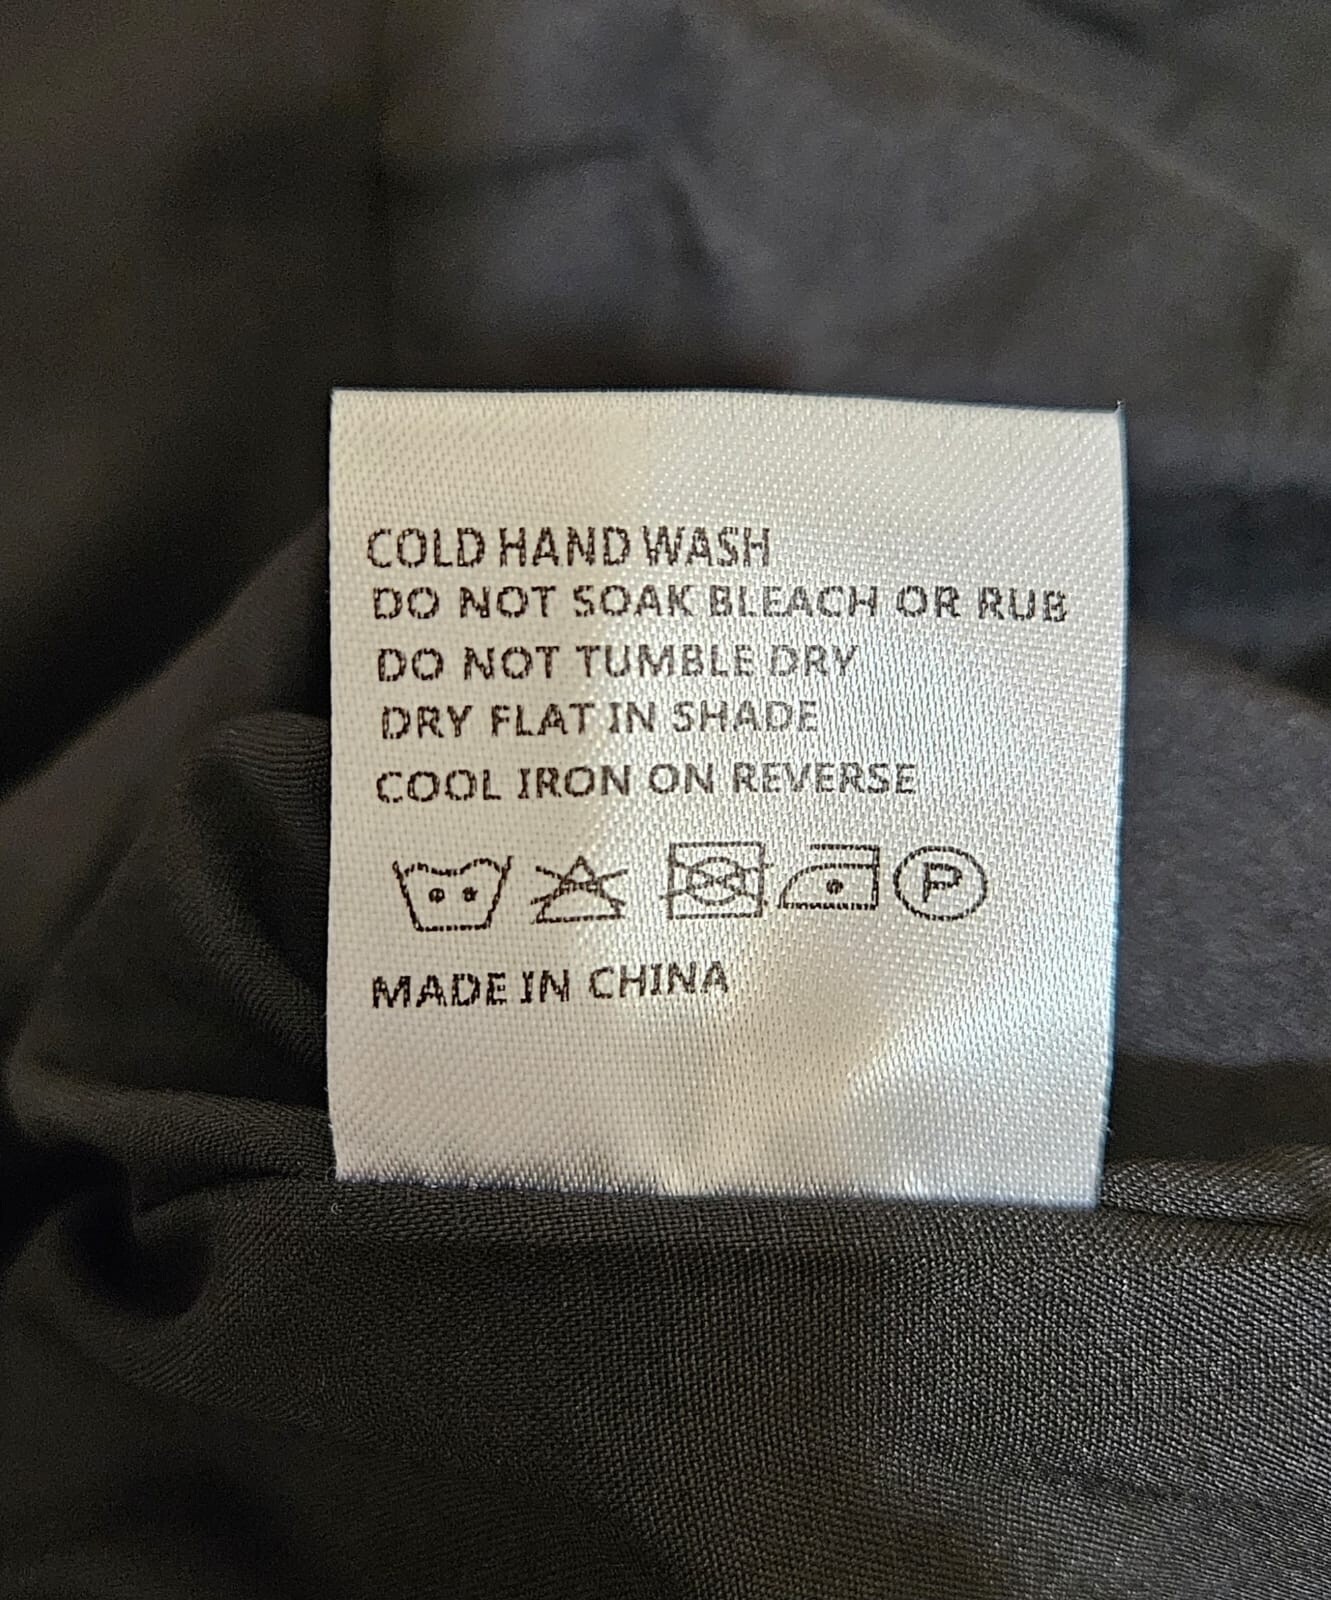 COLD HAND WASH
DO NOT SOAK BLEACH OR RUB
DO NOT TUMBLE DRY
DRY FLAT IN SHADE
COOL IRON ON REVERSE
P
MADE IN CHINA